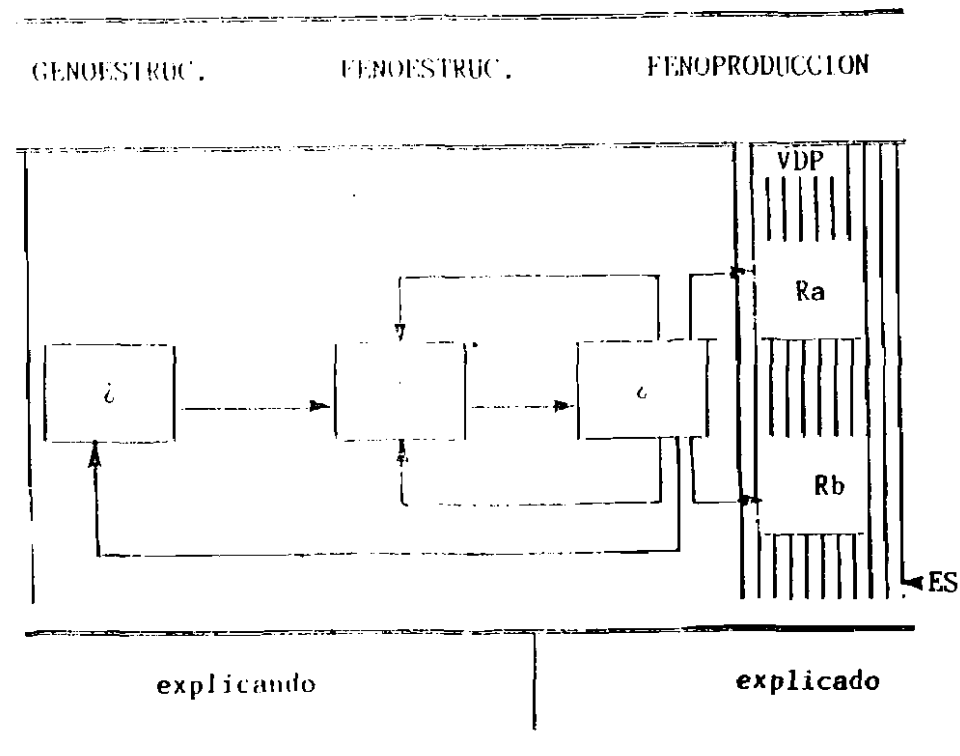 GENOESTRUC. FENOESTRUC. FENOPRODUCCION
VDP
Ra
¿ ¿
Rb
ES
explicando explicado